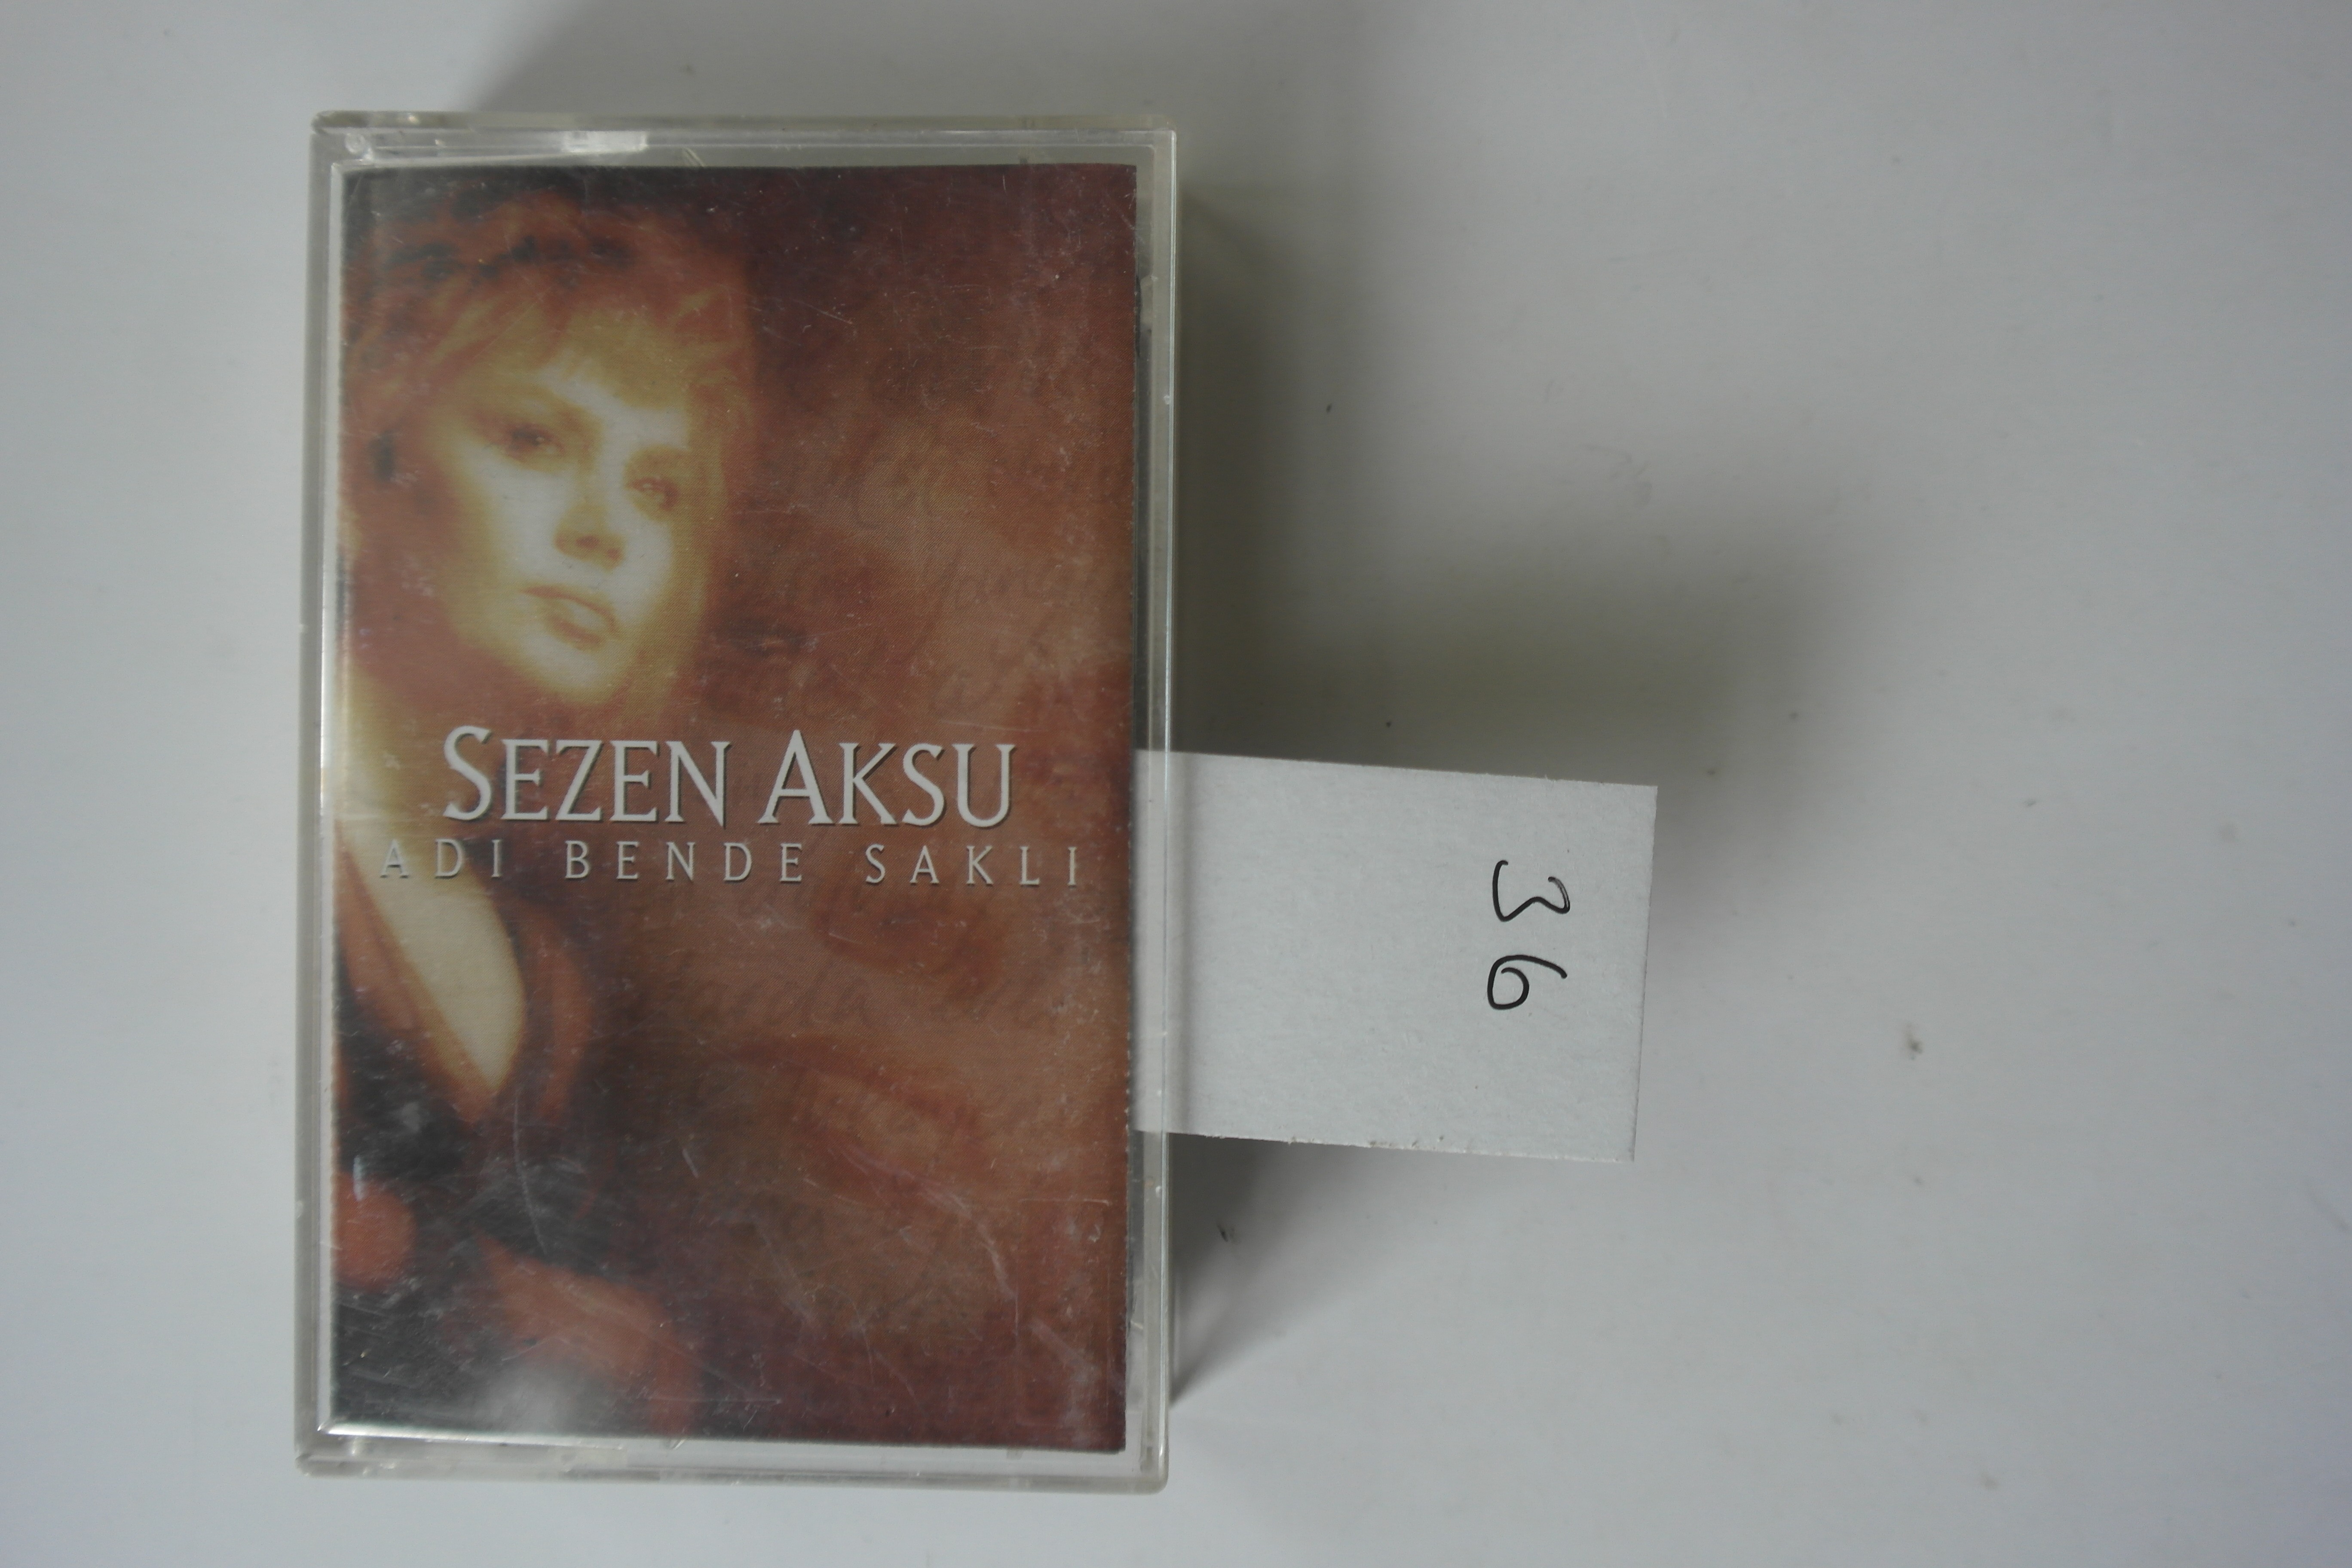 SEZEN AKSU
ADI BENDE SAKLI
36